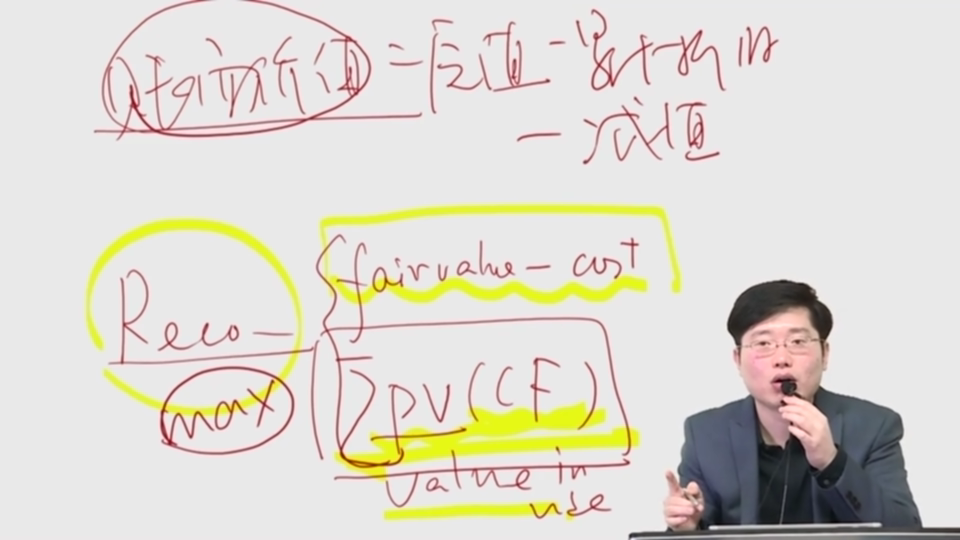 账面价值 = 原值 - 累计折旧
- 减值
fair value - cost
Reco -
max
∑ PV (CF)
value in
use